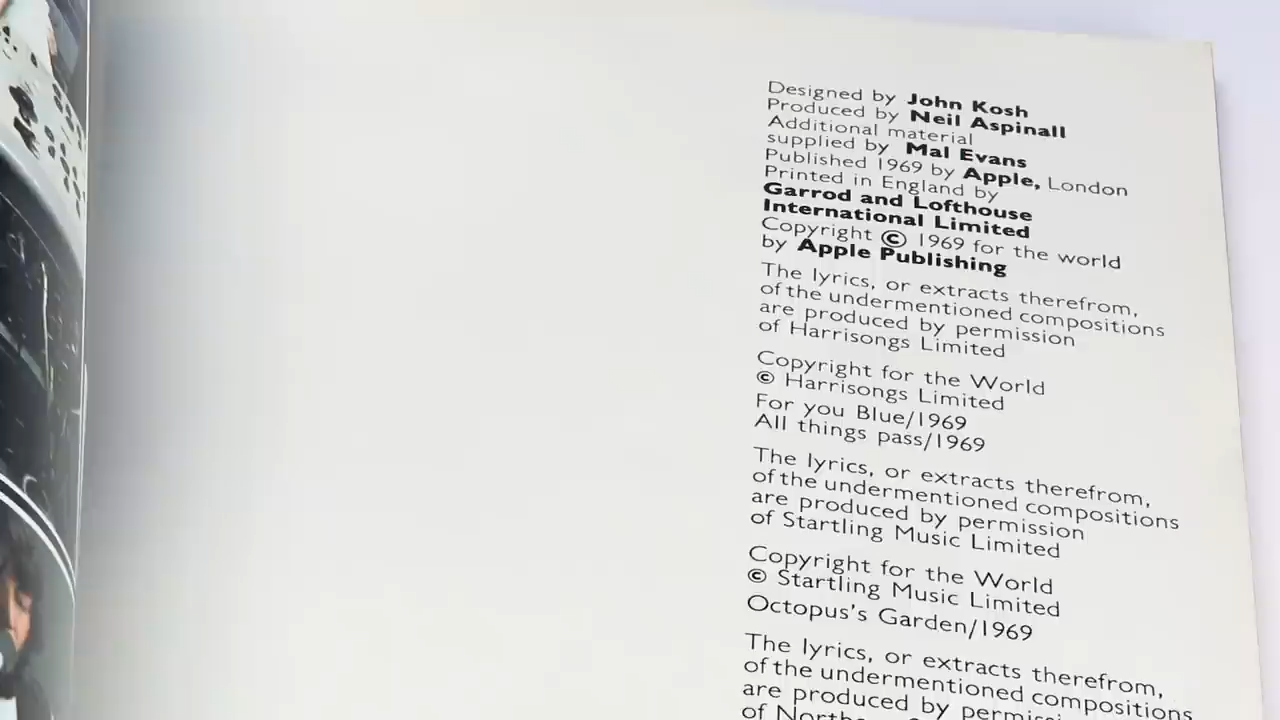 Designed by John Kosh
Produced by Neil Aspinall
Additional material
supplied by Mal Evans
Published 1969 by Apple, London
Printed in England by
Garrod and Lofthouse
International Limited
Copyright © 1969 for the world
by Apple Publishing
The lyrics, or extracts therefrom,
of the undermentioned compositions
are produced by permission
of Harrisongs Limited
Copyright for the World
© Harrisongs Limited
For you Blue/1969
All things pass/1969
The lyrics, or extracts therefrom,
of the undermentioned compositions
are produced by permission
of Startling Music Limited
Copyright for the World
© Startling Music Limited
Octopus's Garden/1969
The lyrics, or extracts therefrom,
of the undermentioned compositions
are produced by
of